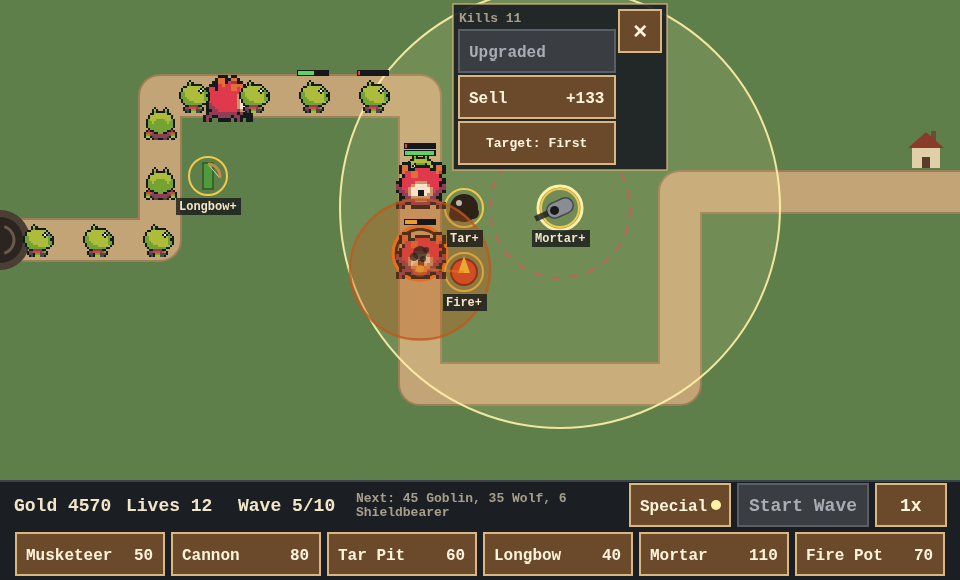 Kills 11
×
Upgraded
Sell +133
Target: First
Longbow+
Tar+
Mortar+
Fire+
Gold 4570 Lives 12 Wave 5/10
Next: 45 Goblin, 35 Wolf, 6
Shieldbearer
Special
Start Wave
1x
Musketeer 50
Cannon 80
Tar Pit 60
Longbow 40
Mortar 110
Fire Pot 70